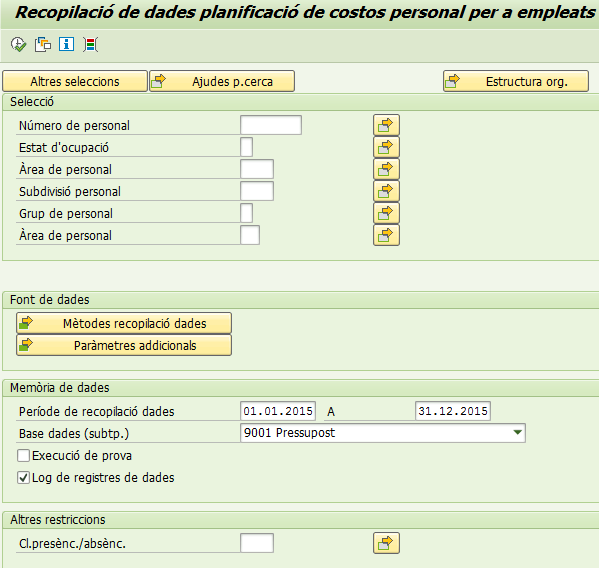 Recopilació de dades planificació de costos personal per a empleats
Altres seleccions Ajudes p.cerca Estructura org.
Selecció
Número de personal
Estat d'ocupació
Àrea de personal
Subdivisió personal
Grup de personal
Àrea de personal
Font de dades
Mètodes recopilació dades
Paràmetres addicionals
Memòria de dades
Període de recopilació dades 01.01.2015 A 31.12.2015
Base dades (subtp.) 9001 Pressupost
Execució de prova
Log de registres de dades
Altres restriccions
Cl.presènc./absènc.